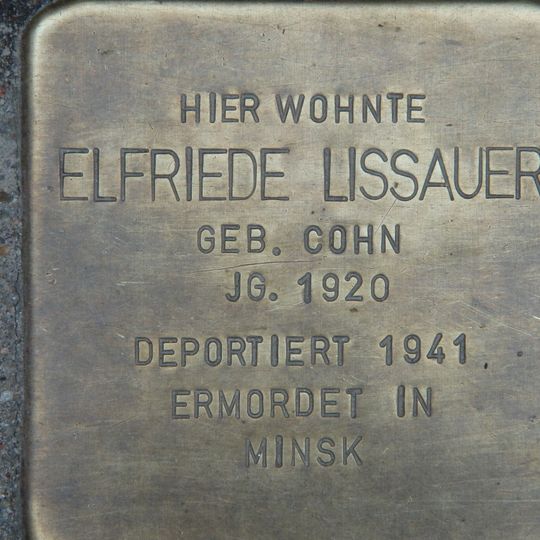 HIER WOHNTE
ELFRIEDE LISSAUER
GEB. COHN
JG. 1920
DEPORTIERT 1941
ERMORDET IN
MINSK